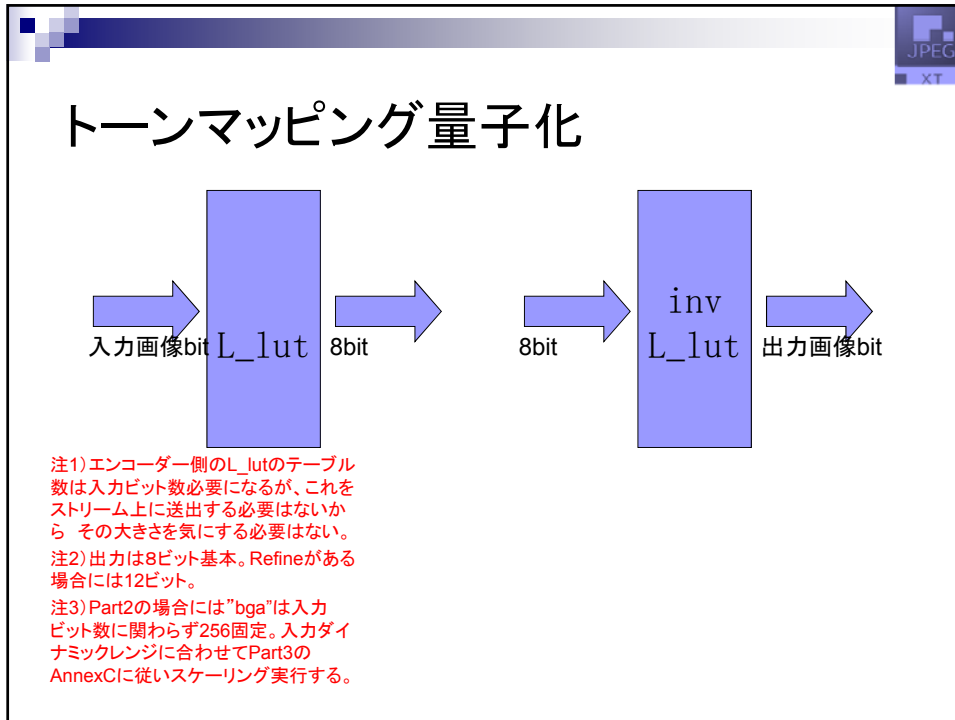 JPEG
XT
トーンマッピング量子化
入力画像bit
L_lut
8bit
8bit
inv
L_lut
出力画像bit
注1)エンコーダー側のL_lutのテーブル
数は入力ビット数必要になるが、これを
ストリーム上に送出する必要はないか
ら その大きさを気にする必要はない。
注2)出力は8ビット基本。Refineがある
場合には12ビット。
注3)Part2の場合には”bga”は入力
ビット数に関わらず256固定。入力ダイ
ナミックレンジに合わせてPart3の
AnnexCに従いスケーリング実行する。